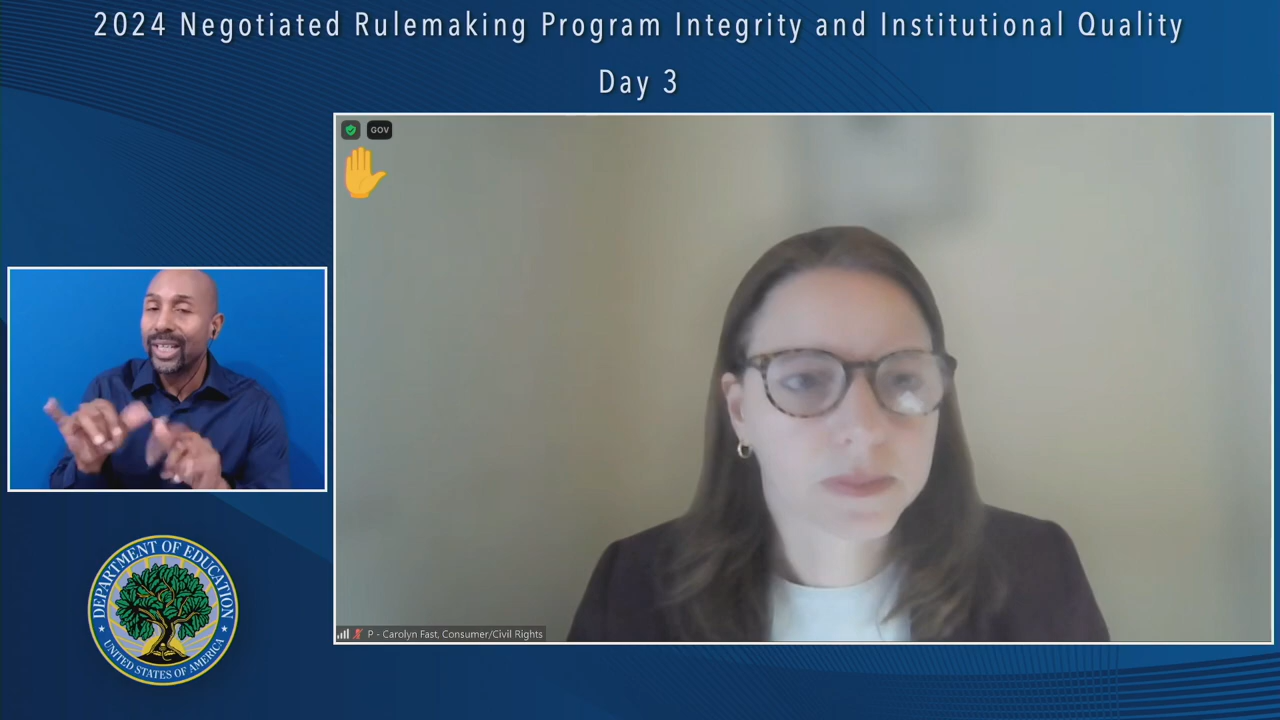 2024 Negotiated Rulemaking Program Integrity and Institutional Quality
Day 3
GOV
DEPARTMENT OF EDUCATION
UNITED STATES OF AMERICA
P - Carolyn Fast, Consumer/Civil Rights